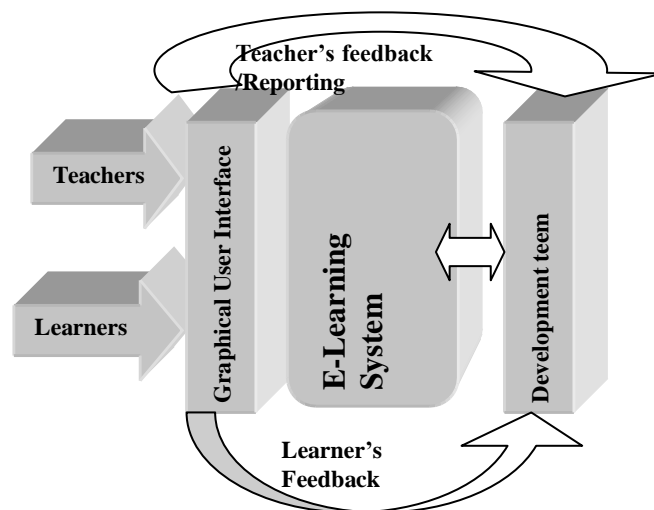 Teacher's feedback
/Reporting
Teachers
Learners
Graphical User Interface
E-Learning
System
Development teem
Learner's
Feedback